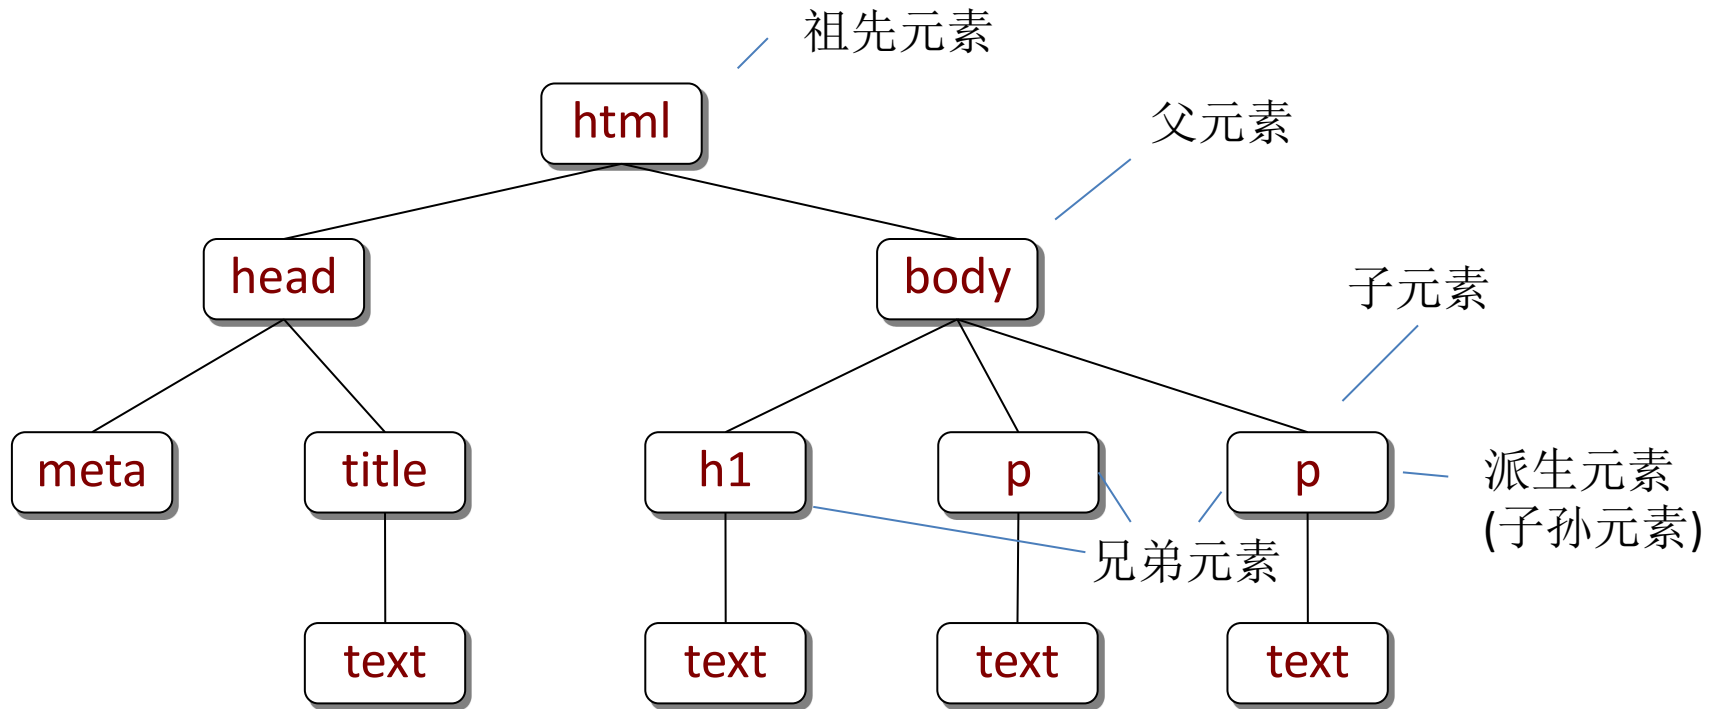 祖先元素
html
父元素
head
body
子元素
meta
title
h1
p
p
派生元素
(子孙元素)
兄弟元素
text
text
text
text